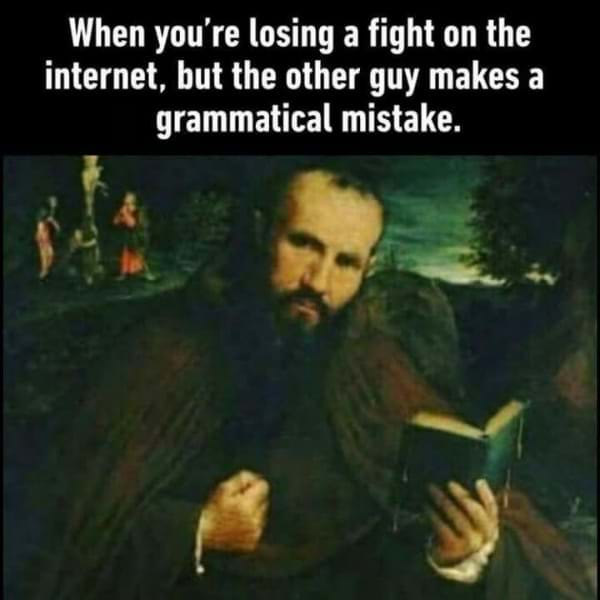 When you're losing a fight on the
internet, but the other guy makes a
grammatical mistake.